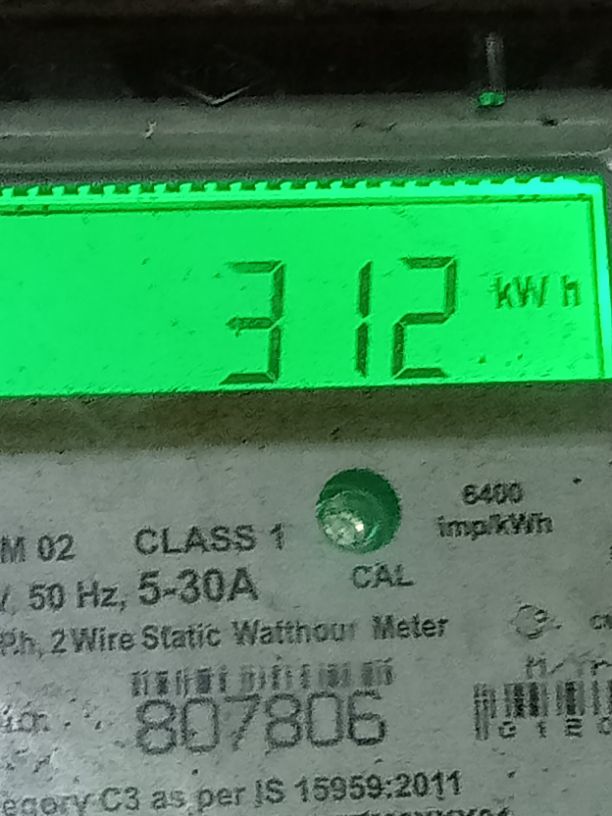 312 kWh
6400
imp/kWh
M 02 CLASS 1
CAL
V, 50 Hz, 5-30A
Ph, 2 Wire Static Watthour Meter
M/Y
807806
G 1 E
egory C3 as per IS 15959:2011